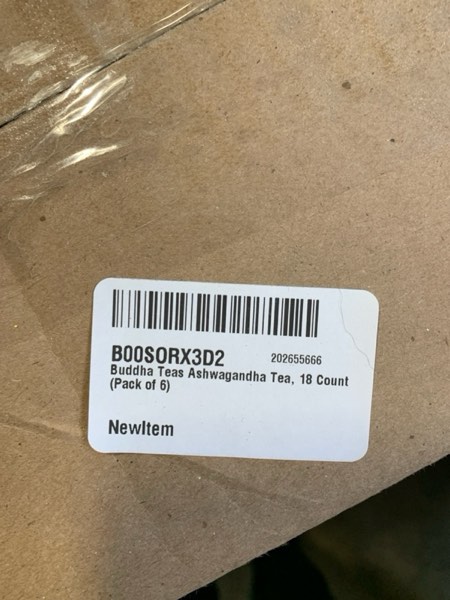 B00SORX3D2 202655666
Buddha Teas Ashwagandha Tea, 18 Count
(Pack of 6)
NewItem